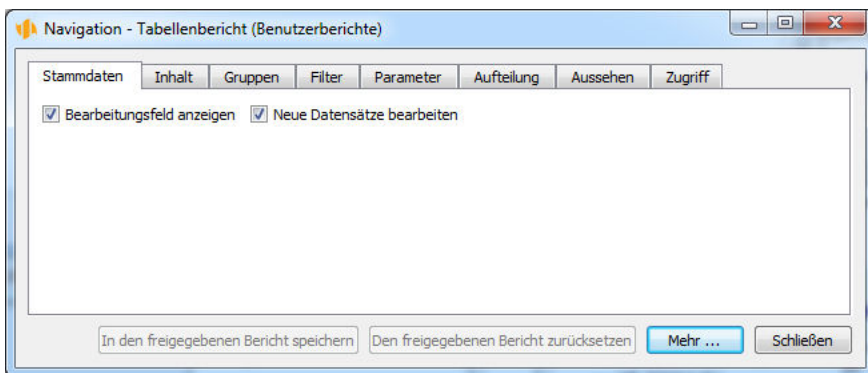 Navigation - Tabellenbericht (Benutzerberichte)
Stammdaten Inhalt Gruppen Filter Parameter Aufteilung Aussehen Zugriff
Bearbeitungsfeld anzeigen Neue Datensätze bearbeiten
In den freigegebenen Bericht speichern Den freigegebenen Bericht zurücksetzen Mehr ... Schließen